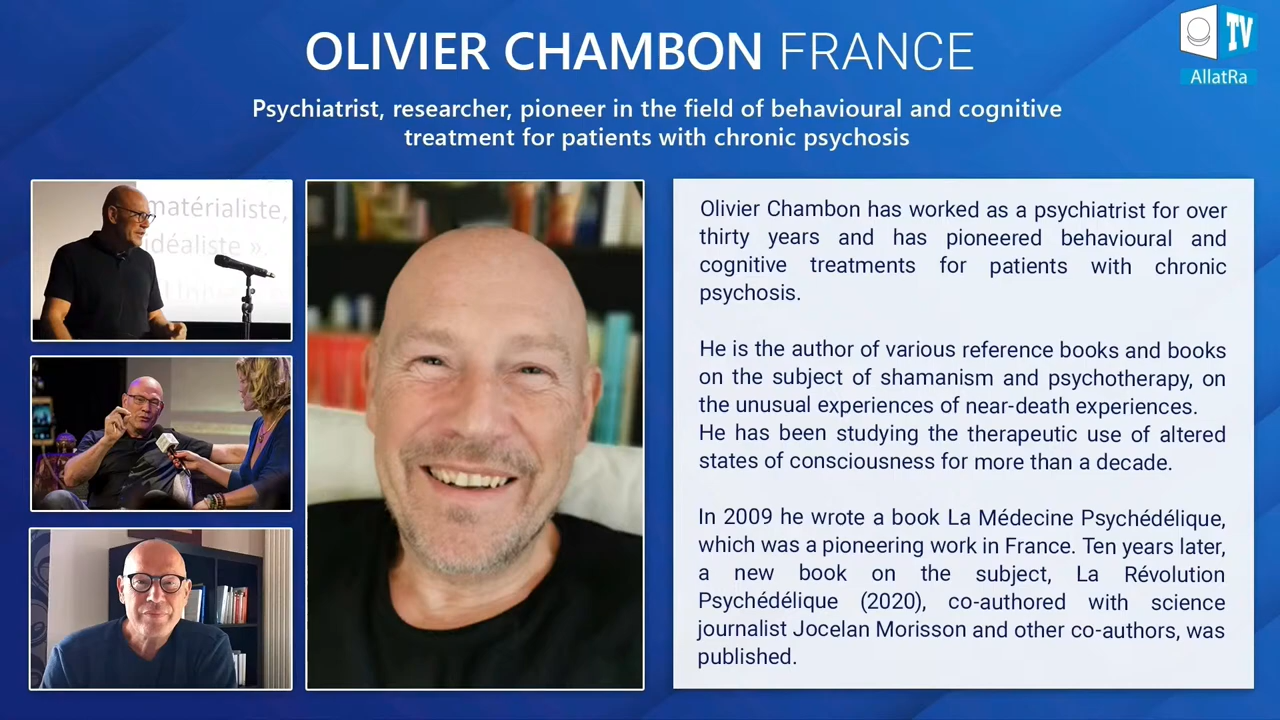 OLIVIER CHAMBON FRANCE
TV
AllatRa
Psychiatrist, researcher, pioneer in the field of behavioural and cognitive
treatment for patients with chronic psychosis
matérialiste,
idéaliste ».
Olivier Chambon has worked as a psychiatrist for over
thirty years and has pioneered behavioural and
cognitive treatments for patients with chronic
psychosis.
He is the author of various reference books and books
on the subject of shamanism and psychotherapy, on
the unusual experiences of near-death experiences.
He has been studying the therapeutic use of altered
states of consciousness for more than a decade.
In 2009 he wrote a book La Médecine Psychédélique,
which was a pioneering work in France. Ten years later,
a new book on the subject, La Révolution
Psychédélique (2020), co-authored with science
journalist Jocelan Morisson and other co-authors, was
published.